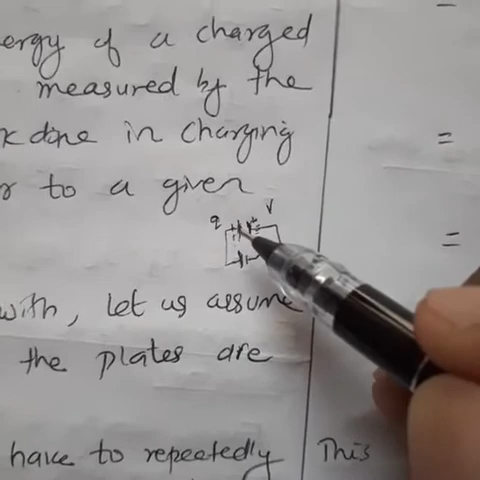 ergy of a charged
measured by the
k done in charging
r to a given
q V
with, let us assume
the plates are
have to repeatedly
This
=
=